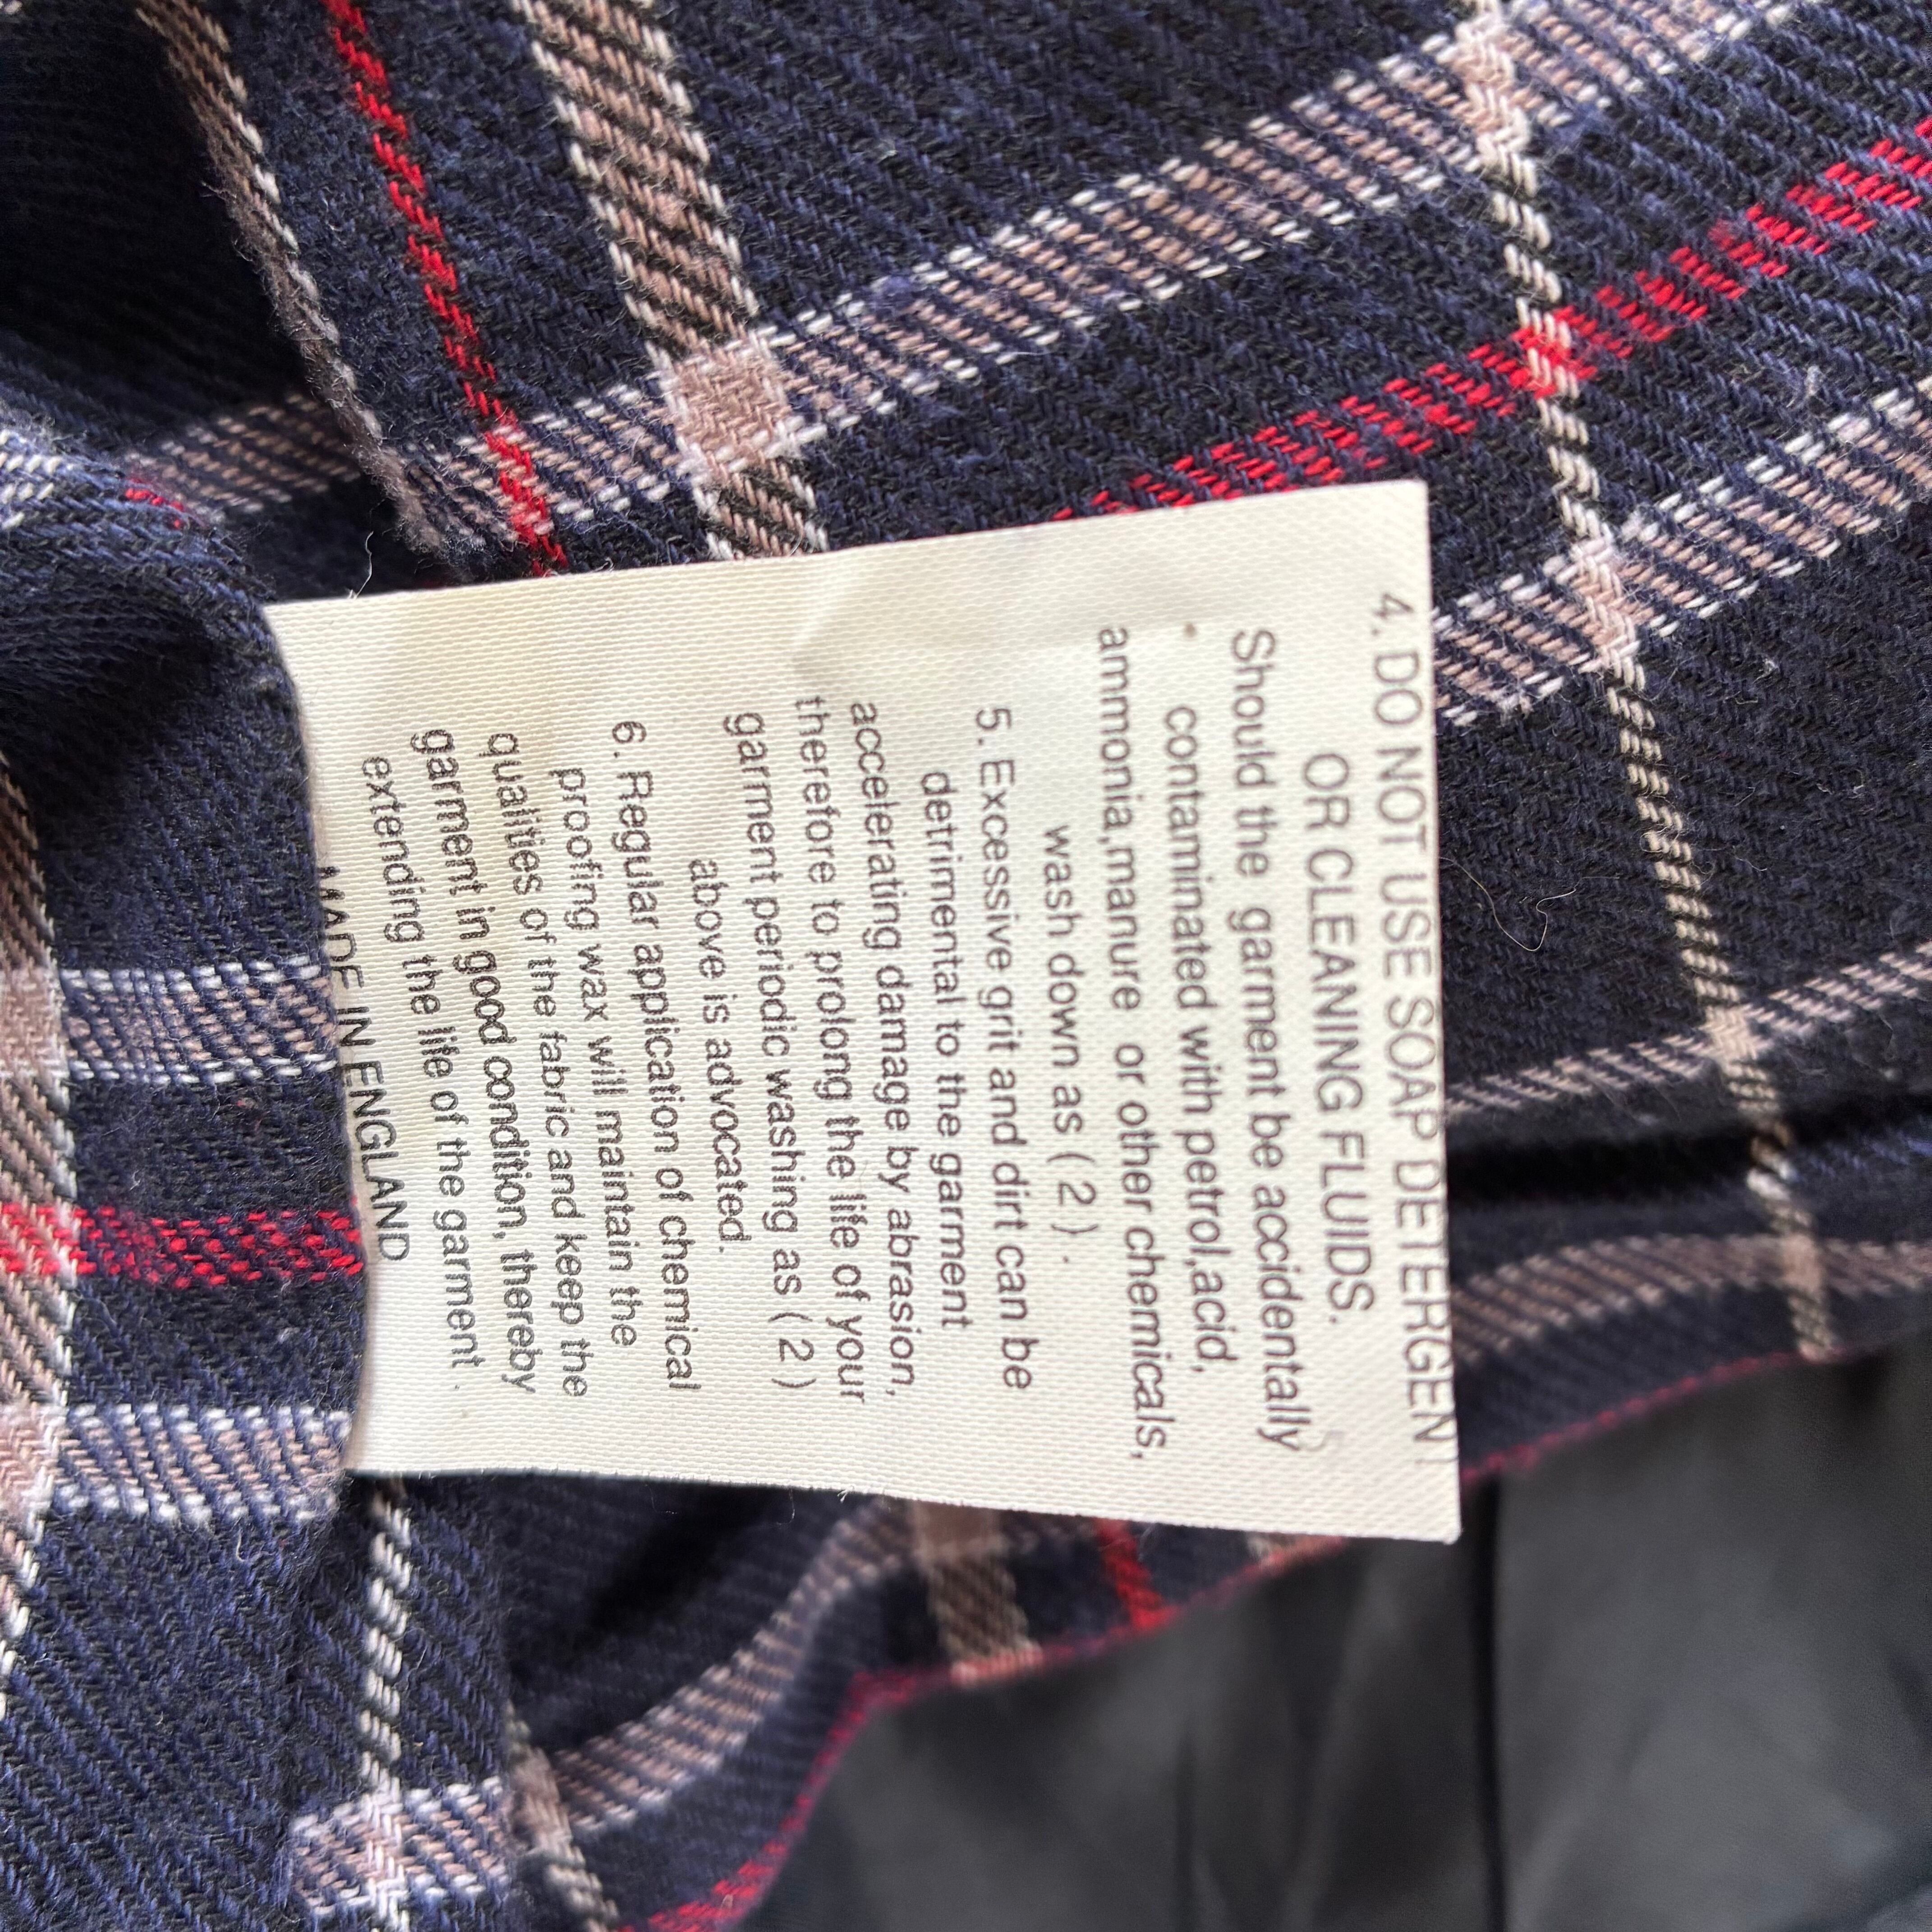 4. DO NOT USE SOAP DETERGEN
OR CLEANING FLUIDS.
Should the garment be accidentally
contaminated with petrol,acid,
ammonia,manure or other chemicals,
wash down as (2).
5. Excessive grit and dirt can be
detrimental to the garment
accelerating damage by abrasion,
therefore to prolong the life of your
garment periodic washing as (2)
above is advocated.
6. Regular application of chemical
proofing wax will maintain the
qualities of the fabric and keep the
garment in good condition, thereby
extending the life of the garment
MADE IN ENGLAND